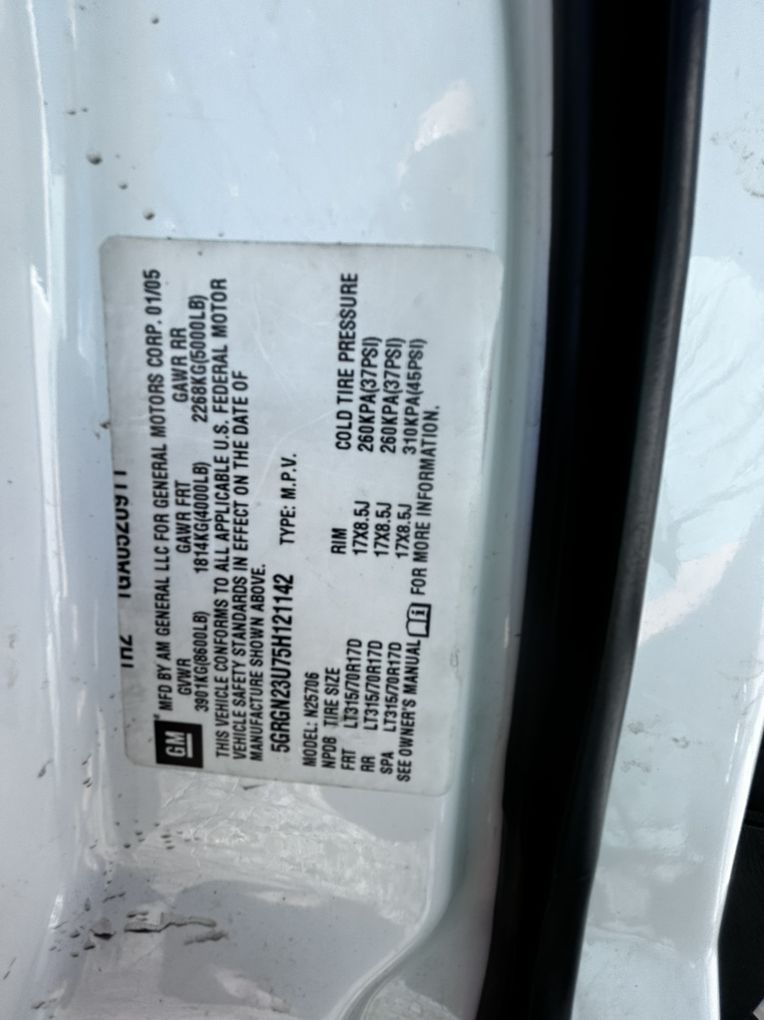 MFD BY AM GENERAL LLC FOR GENERAL MOTORS CORP. 01/05
GVWR GAWR FRT GAWR RR
3901KG(8600LB) 1814KG(4000LB) 2268KG(5000LB)
GM
THIS VEHICLE CONFORMS TO ALL APPLICABLE U.S. FEDERAL MOTOR
VEHICLE SAFETY STANDARDS IN EFFECT ON THE DATE OF
MANUFACTURE SHOWN ABOVE.
5GRGN23U75H121142 TYPE: M.P.V.
MODEL: N25706
NPDB TIRE SIZE RIM COLD TIRE PRESSURE
FRT LT315/70R17D 17X8.5J 260KPA(37PSI)
RR LT315/70R17D 17X8.5J 260KPA(37PSI)
SPA LT315/70R17D 17X8.5J 310KPA(45PSI)
SEE OWNER'S MANUAL i FOR MORE INFORMATION.